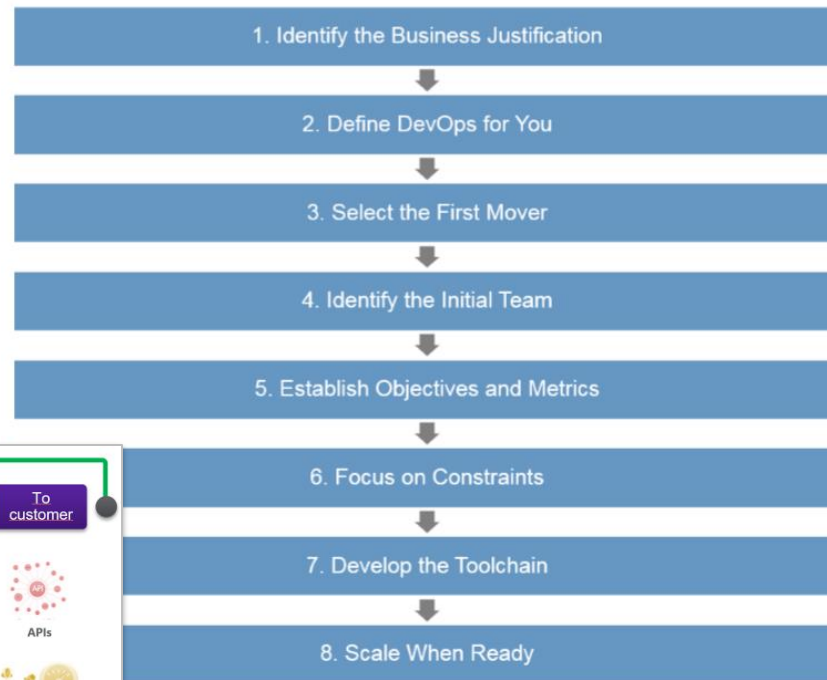 1. Identify the Business Justification
2. Define DevOps for You
3. Select the First Mover
4. Identify the Initial Team
5. Establish Objectives and Metrics
6. Focus on Constraints
7. Develop the Toolchain
8. Scale When Ready
To
customer
API
APIs